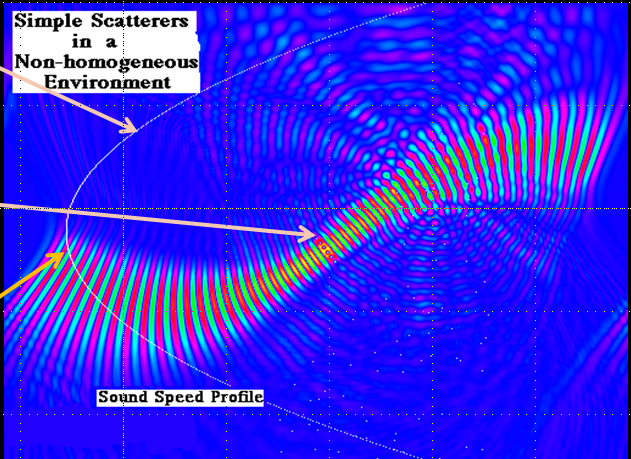 Simple Scatterers
in a
Non-homogeneous
Environment
Sound Speed Profile